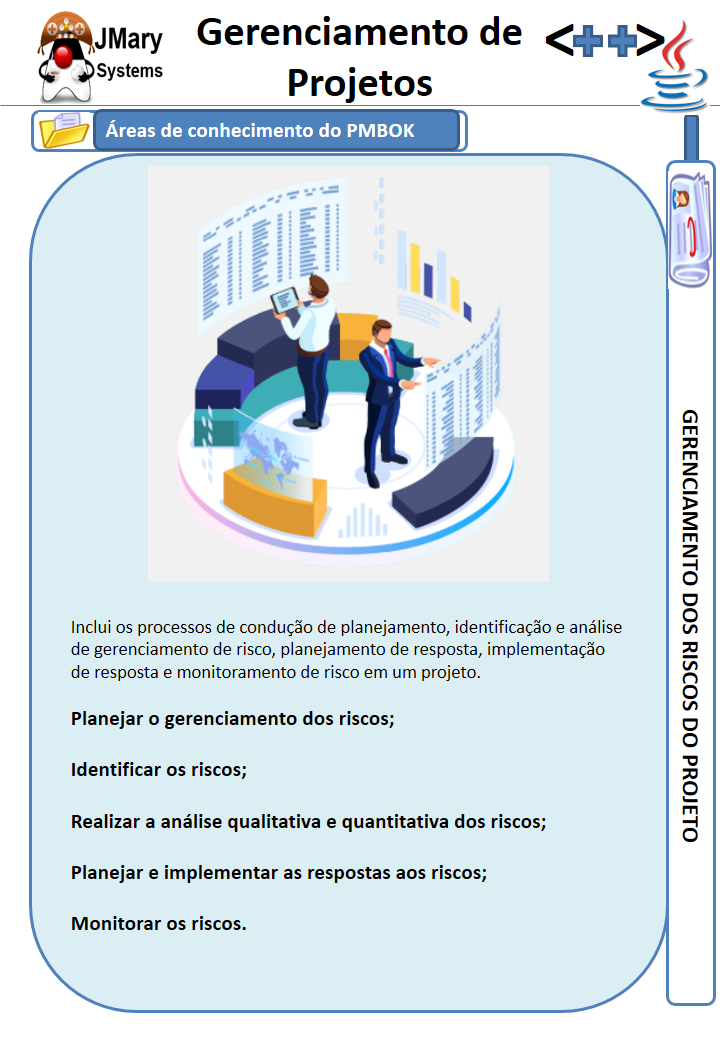 JMary
Systems
Gerenciamento de
Projetos
<++>
Áreas de conhecimento do PMBOK
GERENCIAMENTO DOS RISCOS DO PROJETO
Inclui os processos de condução de planejamento, identificação e análise
de gerenciamento de risco, planejamento de resposta, implementação
de resposta e monitoramento de risco em um projeto.
Planejar o gerenciamento dos riscos;
Identificar os riscos;
Realizar a análise qualitativa e quantitativa dos riscos;
Planejar e implementar as respostas aos riscos;
Monitorar os riscos.